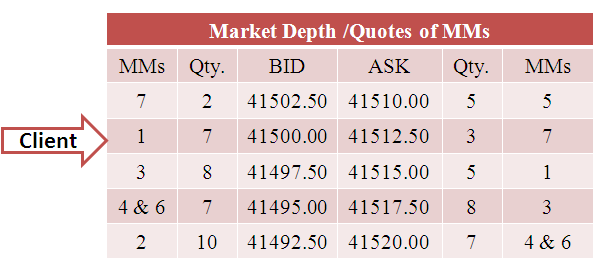 Market Depth /Quotes of MMs
MMs Qty. BID ASK Qty. MMs
7 2 41502.50 41510.00 5 5
Client
1 7 41500.00 41512.50 3 7
3 8 41497.50 41515.00 5 1
4 & 6 7 41495.00 41517.50 8 3
2 10 41492.50 41520.00 7 4 & 6